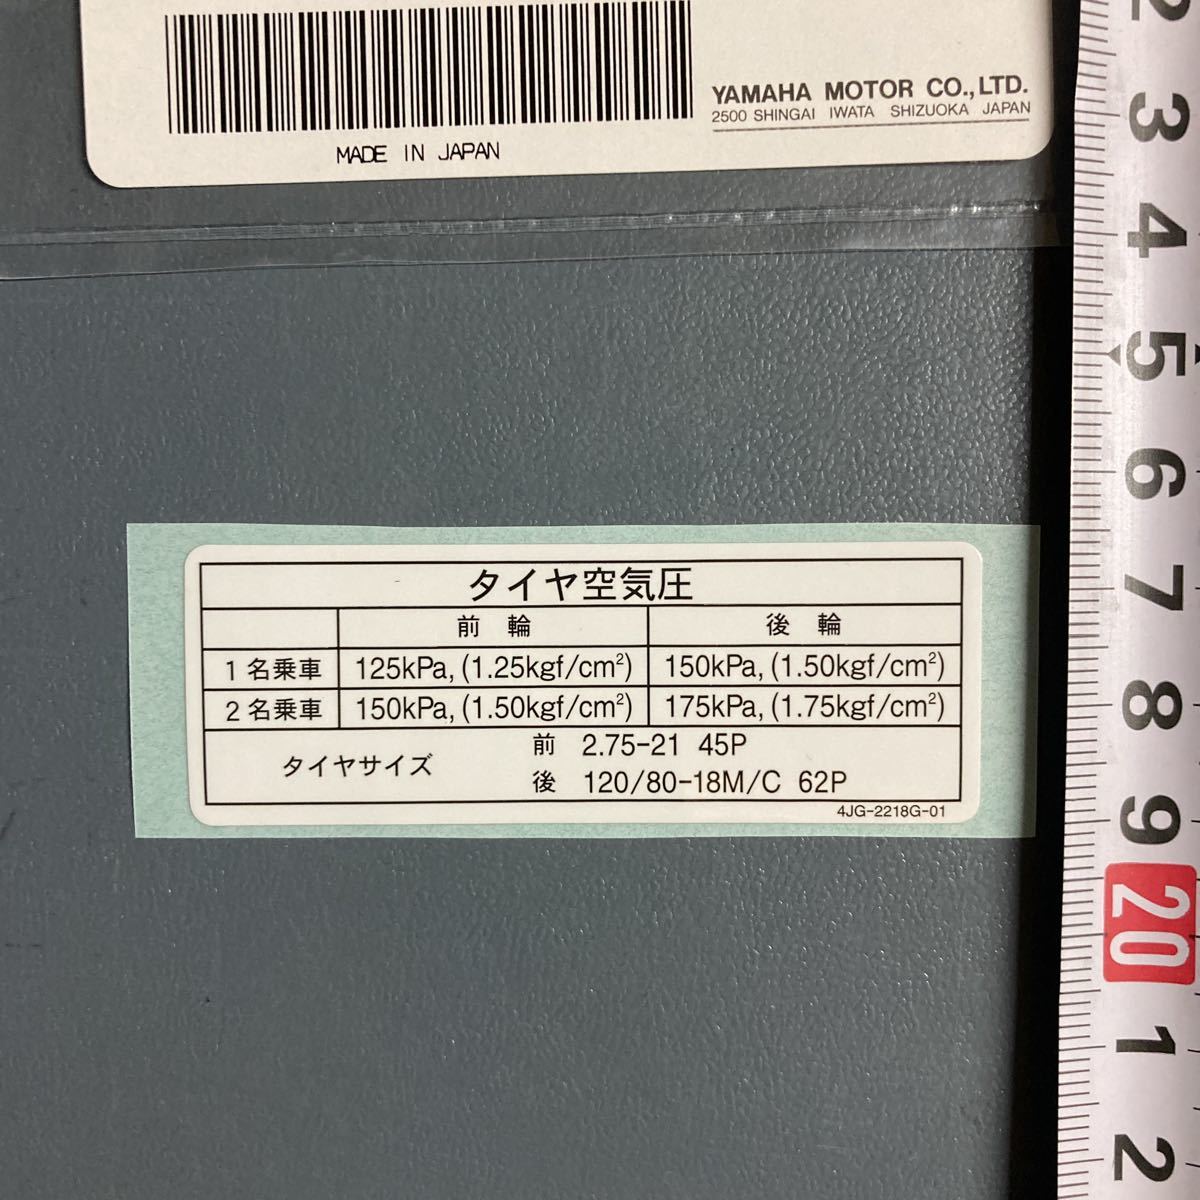 YAMAHA MOTOR CO., LTD.
2500 SHINGAI IWATA SHIZUOKA JAPAN
MADE IN JAPAN
タイヤ空気圧
前輪 後輪
1名乗車 125kPa, (1.25kgf/cm²) 150kPa, (1.50kgf/cm²)
2名乗車 150kPa, (1.50kgf/cm²) 175kPa, (1.75kgf/cm²)
タイヤサイズ 前 2.75-21 45P
後 120/80-18M/C 62P
4JG-2218G-01
2
3
4
5
6
7
8
9
20
1
2